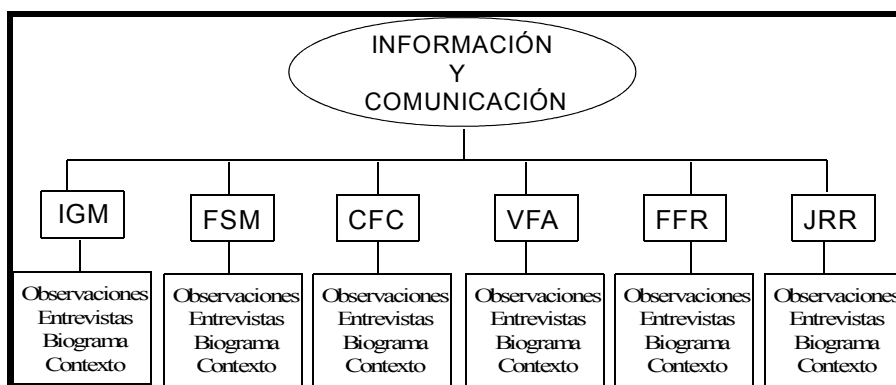 INFORMACIÓN
Y
COMUNICACIÓN
IGM
FSM
CFC
VFA
FFR
JRR
Observaciones
Entrevistas
Biograma
Contexto
Observaciones
Entrevistas
Biograma
Contexto
Observaciones
Entrevistas
Biograma
Contexto
Observaciones
Entrevistas
Biograma
Contexto
Observaciones
Entrevistas
Biograma
Contexto
Observaciones
Entrevistas
Biograma
Contexto